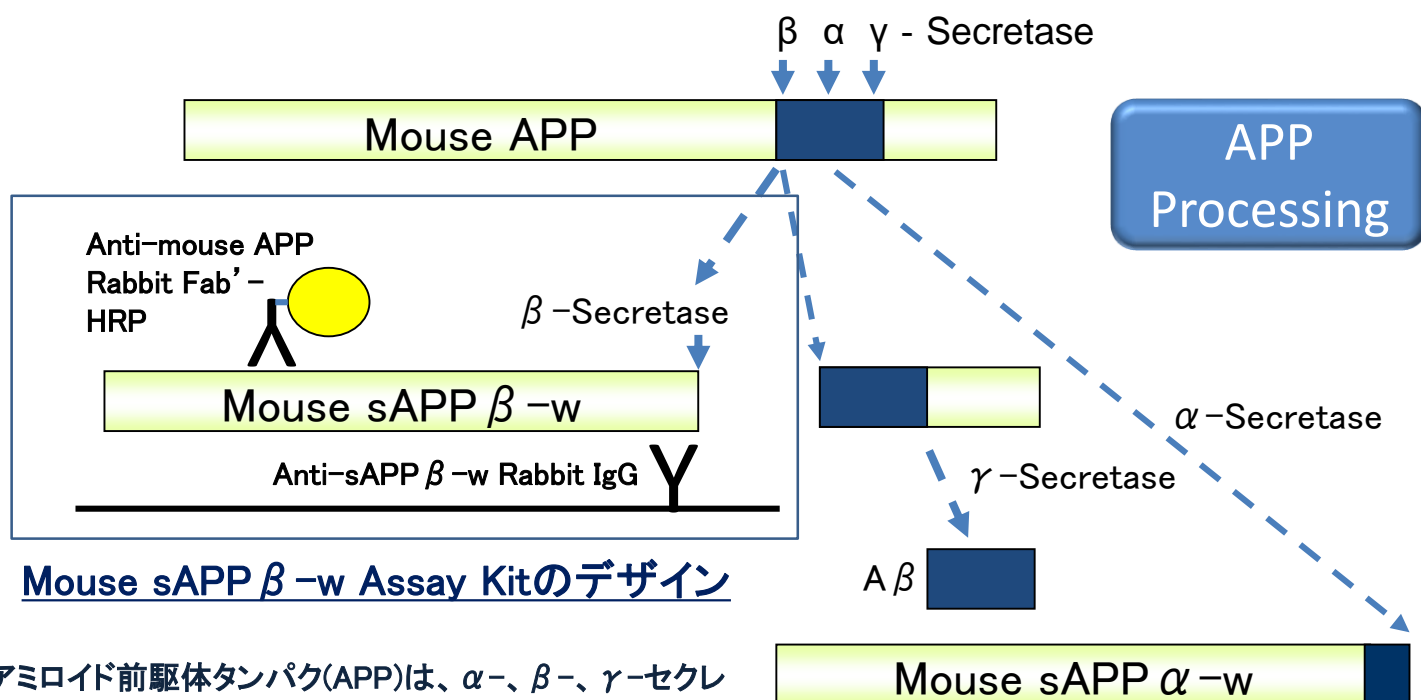 β α γ - Secretase
Mouse APP
APP
Processing
Anti-mouse APP
Rabbit Fab’-
HRP
β-Secretase
Mouse sAPPβ-w
Anti-sAPPβ-w Rabbit IgG
α-Secretase
γ-Secretase
Mouse sAPPβ-w Assay Kitのデザイン
Aβ
アミロイド前駆体タンパク(APP)は、α-、β-、γ-セクレ
Mouse sAPPα-w